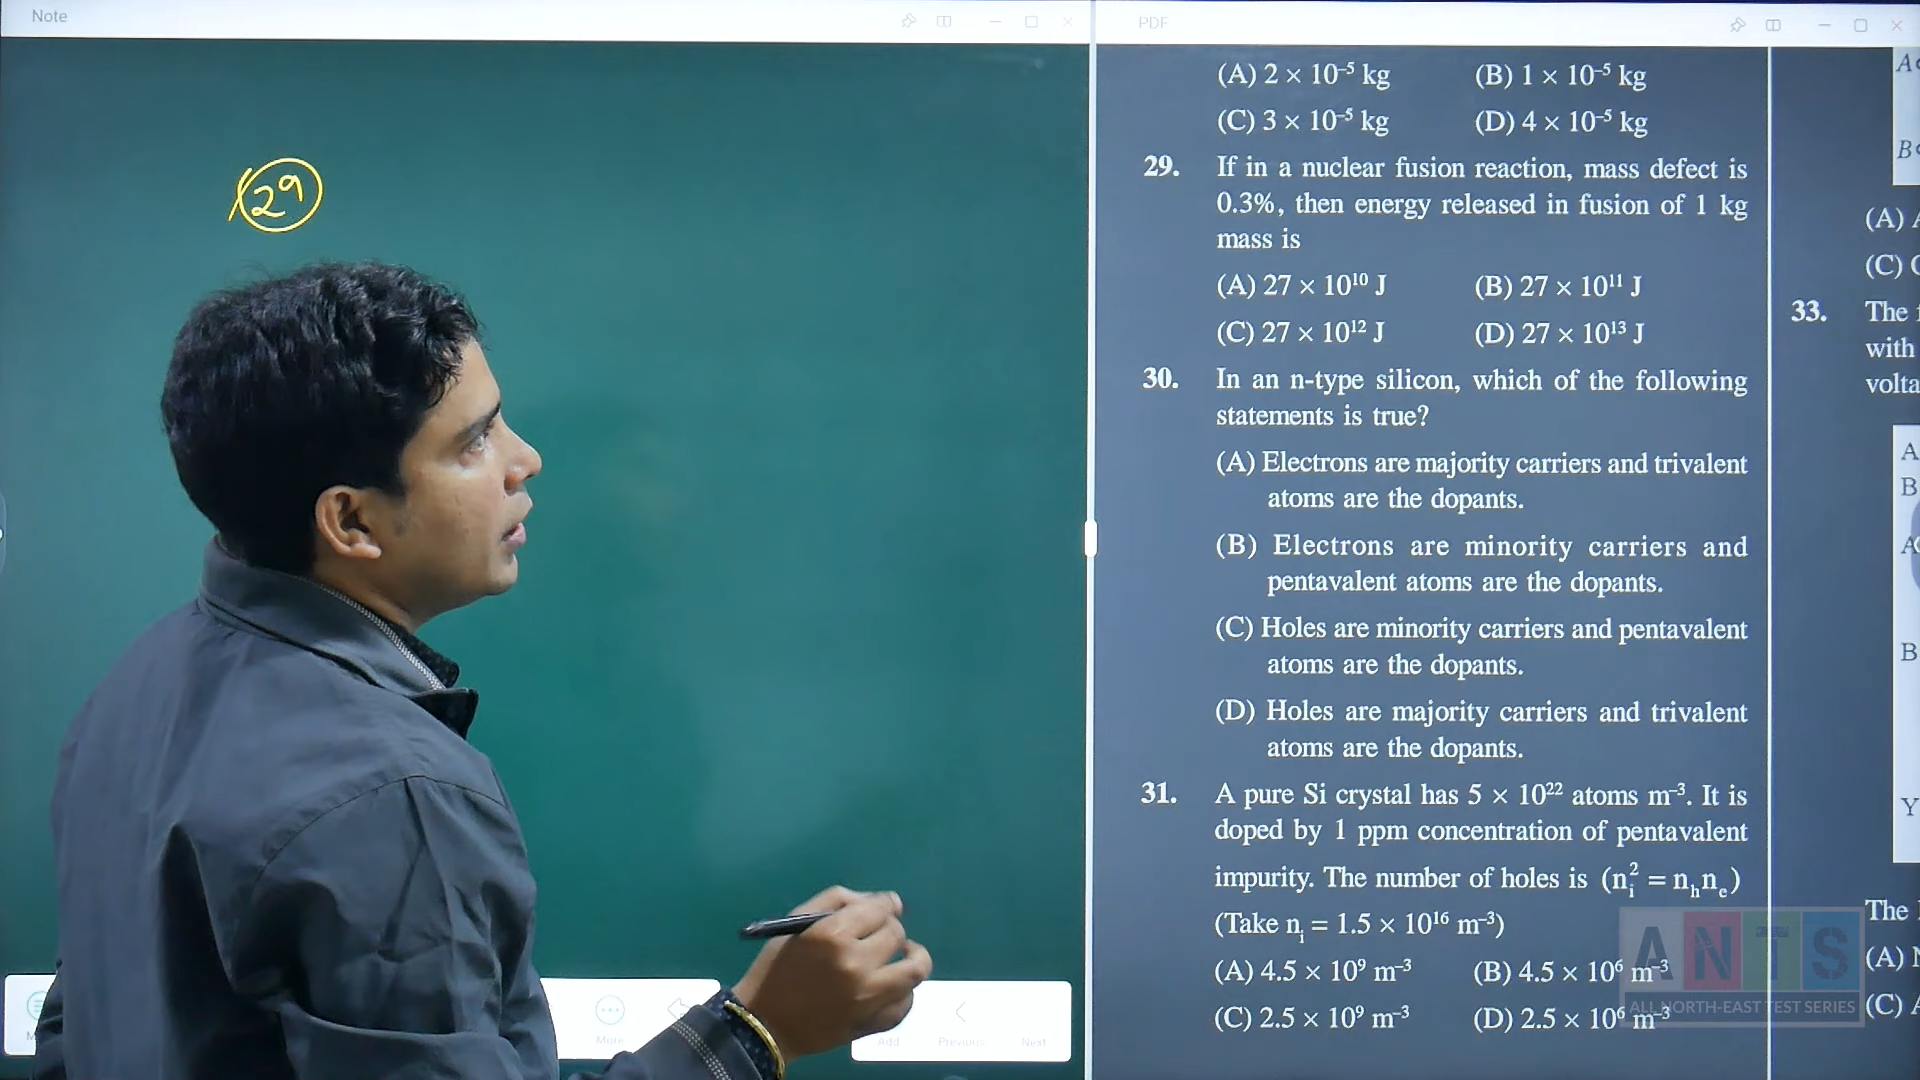 Note
PDF
29
(A) 2 × 10⁻⁵ kg (B) 1 × 10⁻⁵ kg
(C) 3 × 10⁻⁵ kg (D) 4 × 10⁻⁵ kg
29. If in a nuclear fusion reaction, mass defect is
0.3%, then energy released in fusion of 1 kg
mass is
(A) 27 × 10¹⁰ J (B) 27 × 10¹¹ J
(C) 27 × 10¹² J (D) 27 × 10¹³ J
30. In an n-type silicon, which of the following
statements is true?
(A) Electrons are majority carriers and trivalent
atoms are the dopants.
(B) Electrons are minority carriers and
pentavalent atoms are the dopants.
(C) Holes are minority carriers and pentavalent
atoms are the dopants.
(D) Holes are majority carriers and trivalent
atoms are the dopants.
31. A pure Si crystal has 5 × 10²² atoms m⁻³. It is
doped by 1 ppm concentration of pentavalent
impurity. The number of holes is (nᵢ² = nₕnₑ)
(Take nᵢ = 1.5 × 10¹⁶ m⁻³)
(A) 4.5 × 10⁹ m⁻³ (B) 4.5 × 10⁶ m⁻³
(C) 2.5 × 10⁹ m⁻³ (D) 2.5 × 10⁶ m⁻³
A
B
(A)
(C)
33. The
with
A
B
A
B
Y
The
(A)
(C)
ANTS
ALL NORTH-EAST TEST SERIES
More
Add Previous Next